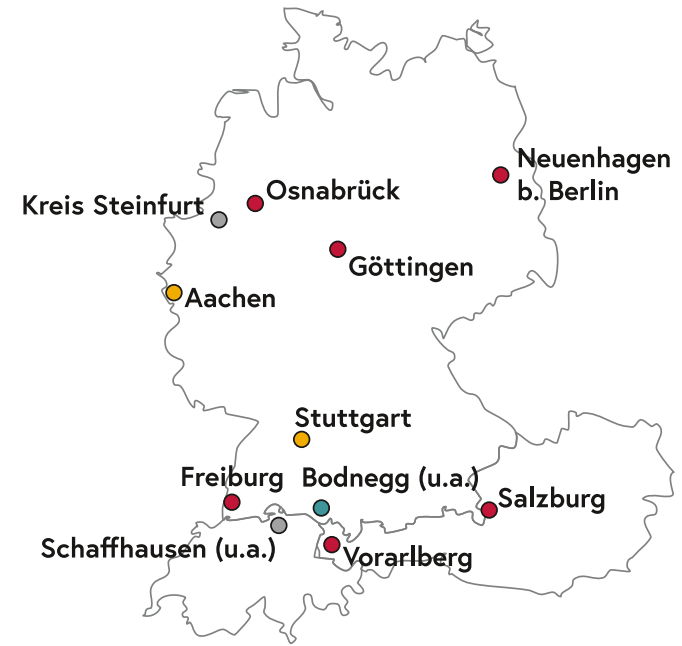 Neuenhagen
b. Berlin
Osnabrück
Kreis Steinfurt
Göttingen
Aachen
Stuttgart
Freiburg
Bodnegg (u.a.)
Salzburg
Schaffhausen (u.a.)
Vorarlberg